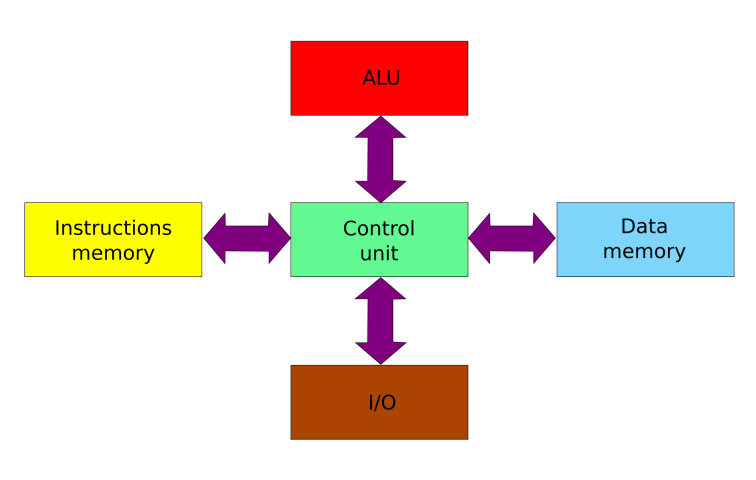 ALU
Instructions
memory
Control
unit
Data
memory
I/O